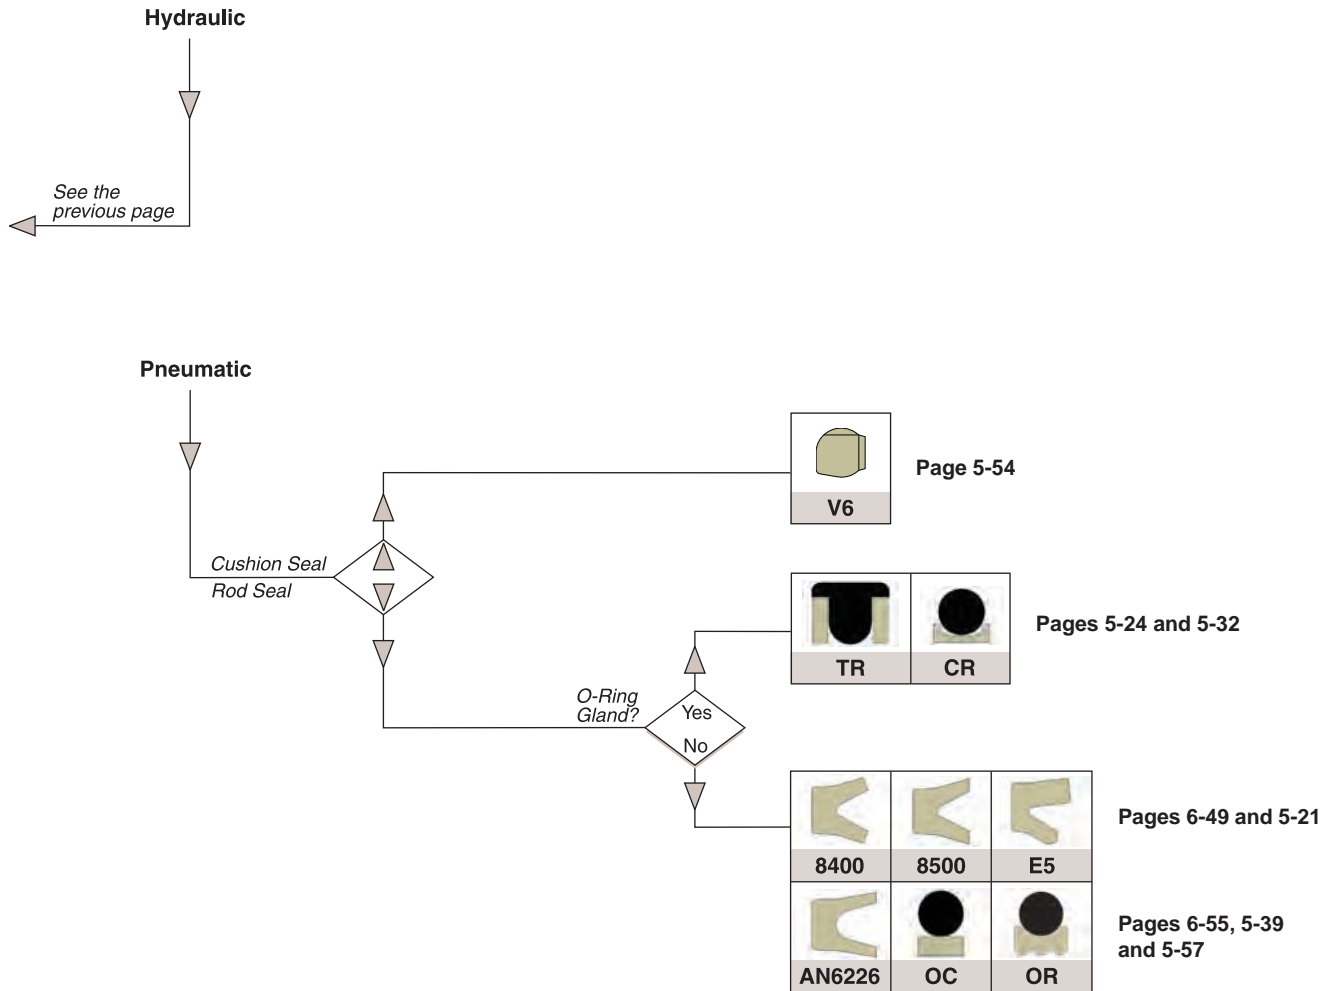 Hydraulic
See the
previous page
Pneumatic
V6
Page 5-54
Cushion Seal
Rod Seal
TR
CR
Pages 5-24 and 5-32
O-Ring
Gland?
Yes
No
8400
8500
E5
Pages 6-49 and 5-21
AN6226
OC
OR
Pages 6-55, 5-39
and 5-57